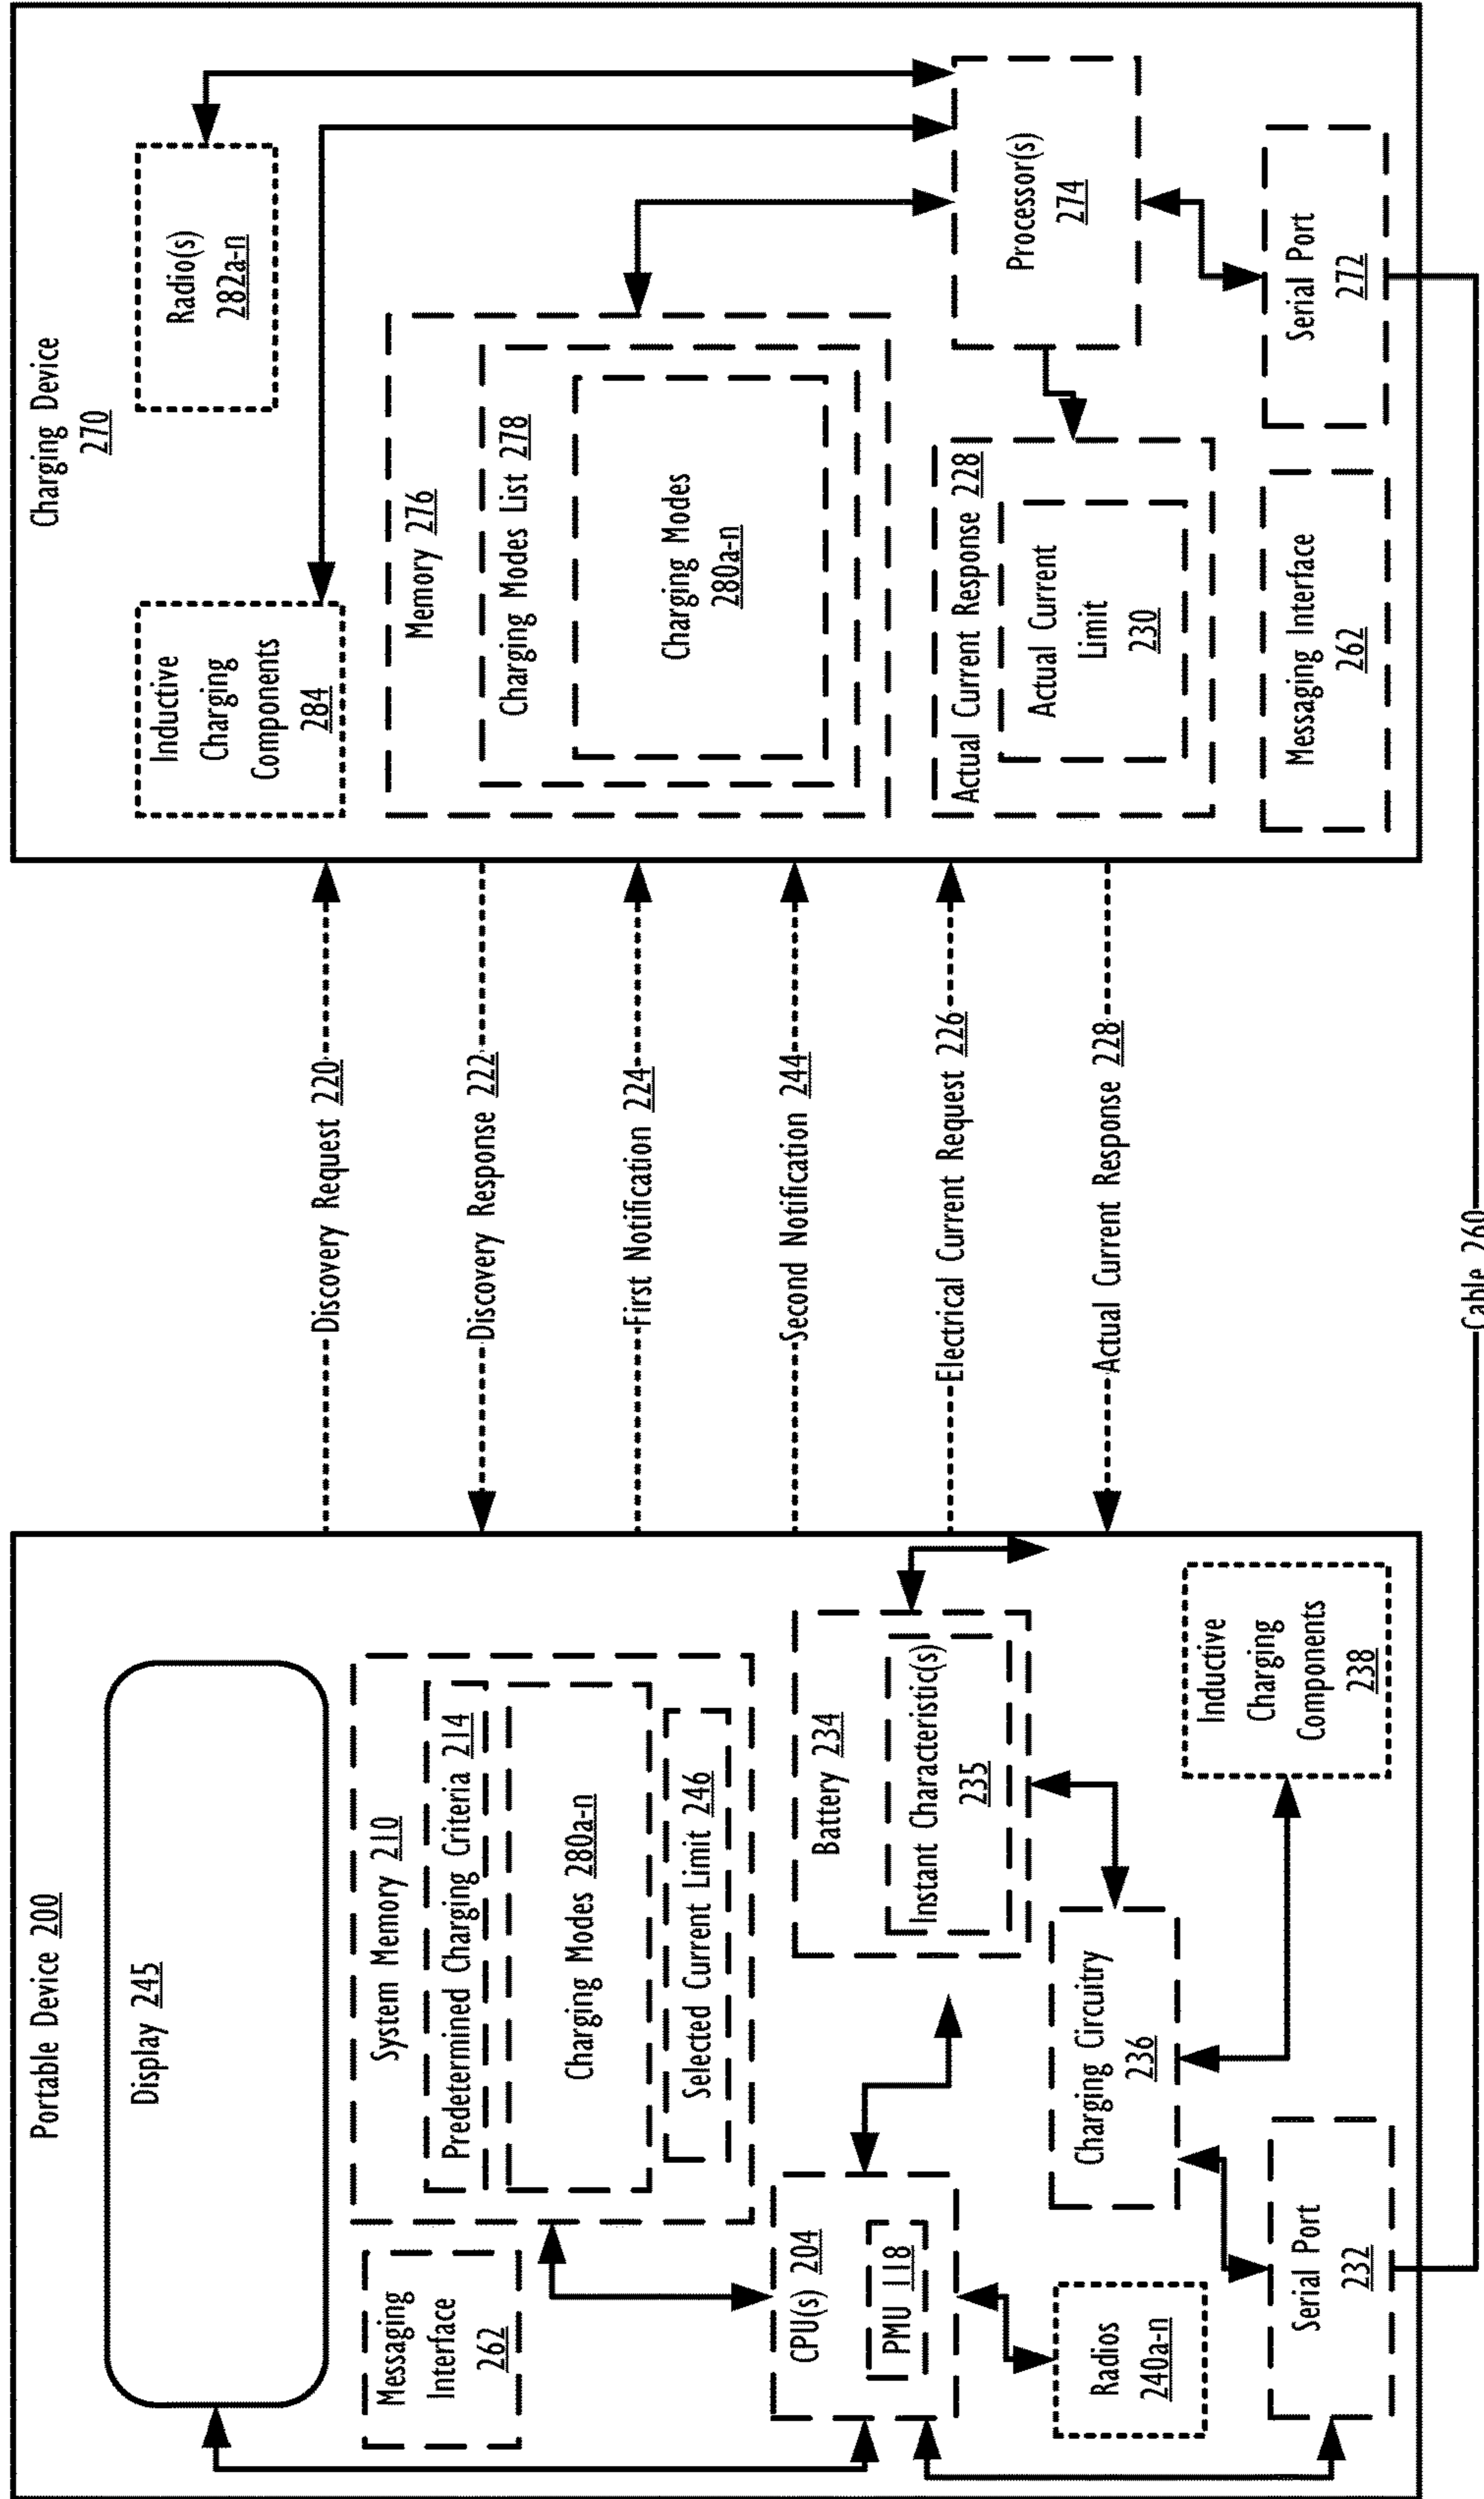 Portable Device 200
Display 245
System Memory 210
Predetermined Charging Criteria 214
Charging Modes 280a-n
Selected Current Limit 246
Messaging
Interface
262
CPU(s) 204
PMU 118
Battery 234
Instant Characteristic(s)
235
Radios
240a-n
Charging Circuitry
236
Serial Port
232
Inductive
Charging
Components
238
Discovery Request 220
Discovery Response 222
First Notification 224
Second Notification 244
Electrical Current Request 226
Actual Current Response 228
Cable 260
Charging Device
270
Inductive
Charging
Components
284
Radio(s)
282a-n
Memory 276
Charging Modes List 278
Charging Modes
280a-n
Actual Current Response 228
Actual Current
Limit
230
Processor(s)
274
Messaging Interface
262
Serial Port
272